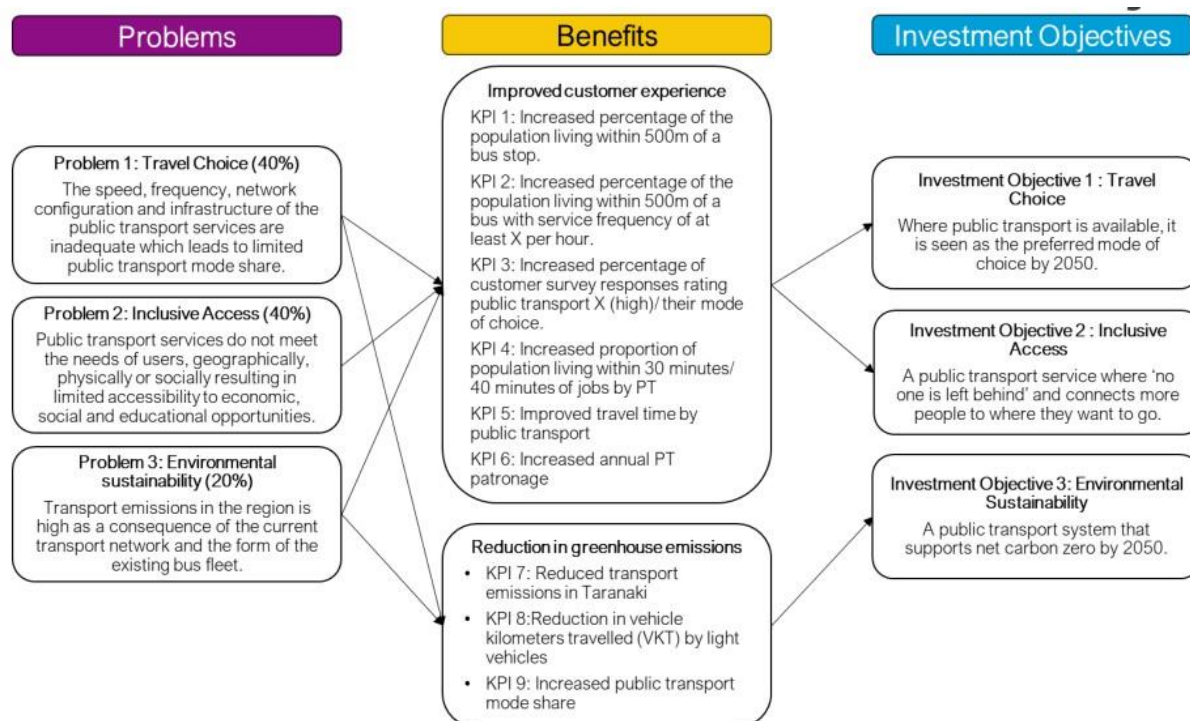 Problems
Benefits
Investment Objectives
Problem 1: Travel Choice (40%)
The speed, frequency, network
configuration and infrastructure of the
public transport services are
inadequate which leads to limited
public transport mode share.
Problem 2: Inclusive Access (40%)
Public transport services do not meet
the needs of users, geographically,
physically or socially resulting in
limited accessibility to economic,
social and educational opportunities.
Problem 3: Environmental
sustainability (20%)
Transport emissions in the region is
high as a consequence of the current
transport network and the form of the
existing bus fleet.
Improved customer experience
KPI 1: Increased percentage of the
population living within 500m of a
bus stop.
KPI 2: Increased percentage of the
population living within 500m of a
bus with service frequency of at
least X per hour.
KPI 3: Increased percentage of
customer survey responses rating
public transport X (high)/ their mode
of choice.
KPI 4: Increased proportion of
population living within 30 minutes/
40 minutes of jobs by PT
KPI 5: Improved travel time by
public transport
KPI 6: Increased annual PT
patronage
Reduction in greenhouse emissions
• KPI 7: Reduced transport
emissions in Taranaki
• KPI 8:Reduction in vehicle
kilometers travelled (VKT) by light
vehicles
• KPI 9: Increased public transport
mode share
Investment Objective 1 : Travel
Choice
Where public transport is available, it
is seen as the preferred mode of
choice by 2050.
Investment Objective 2 : Inclusive
Access
A public transport service where ‘no
one is left behind’ and connects more
people to where they want to go.
Investment Objective 3: Environmental
Sustainability
A public transport system that
supports net carbon zero by 2050.